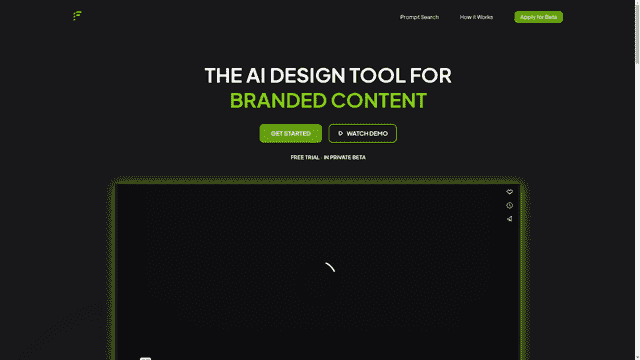 Prompt Search
How it Works
Apply for Beta
THE AI DESIGN TOOL FOR
BRANDED CONTENT
GET STARTED
WATCH DEMO
FREE TRIAL · IN PRIVATE BETA